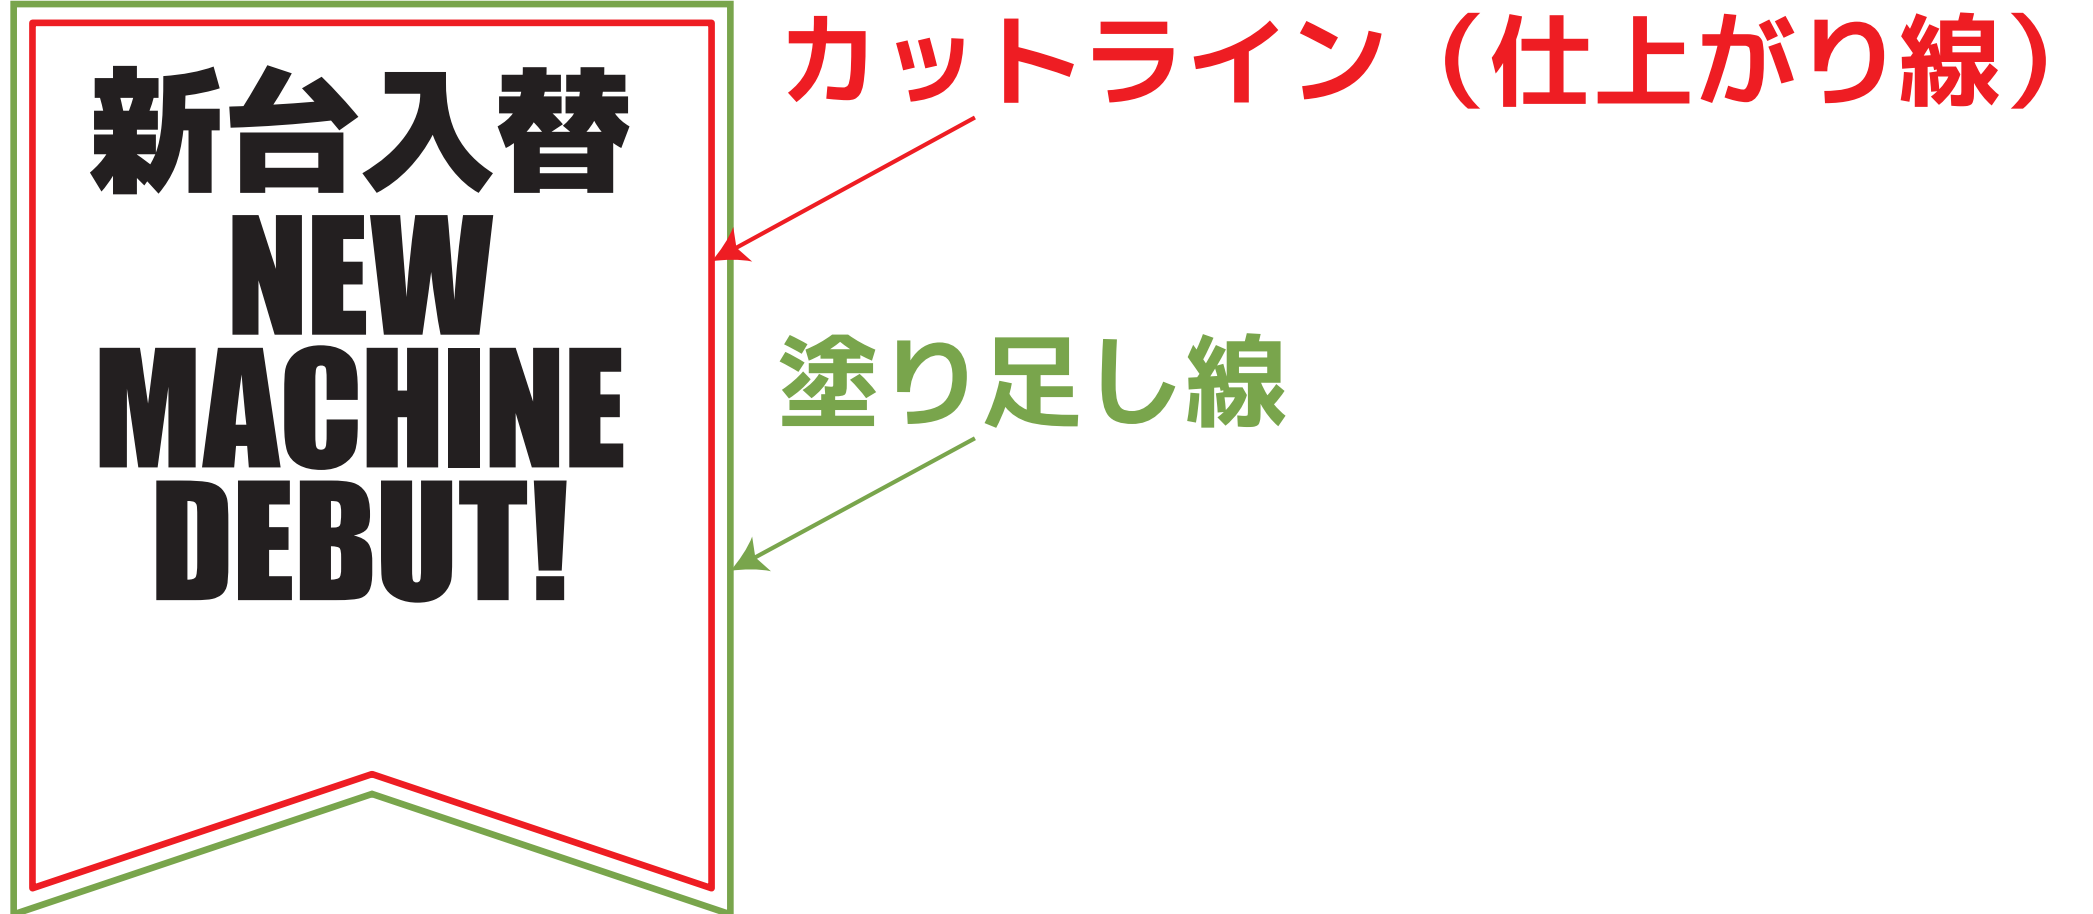 新台入替
NEW
MACHINE
DEBUT!
カットライン（仕上がり線）
塗り足し線